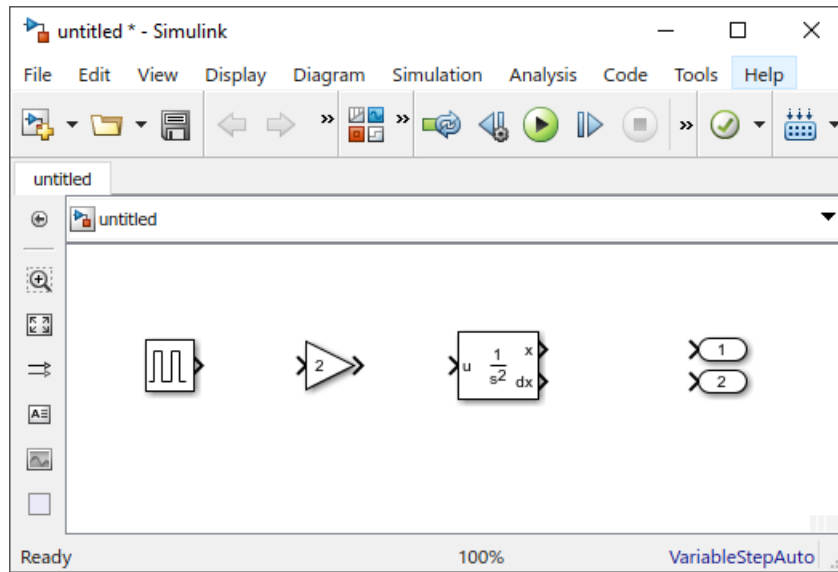 untitled * - Simulink
File Edit View Display Diagram Simulation Analysis Code Tools Help
untitled
untitled
2
u 1 s2 x dx
1
2
Ready 100% VariableStepAuto